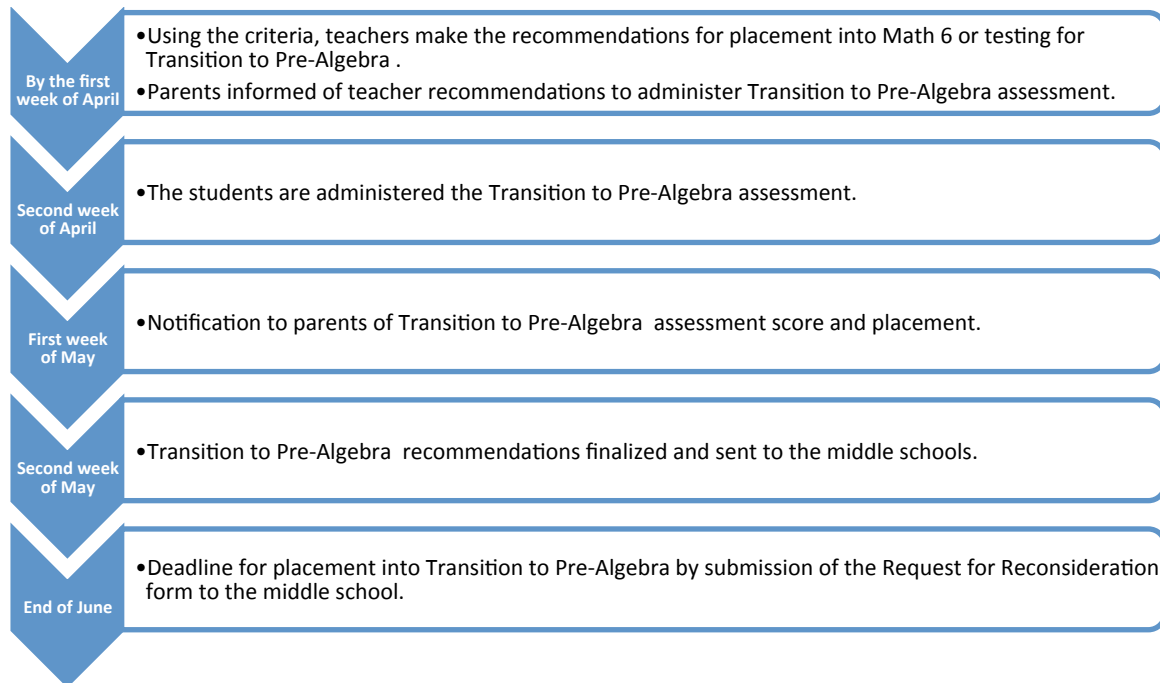 By the first
week of April
•Using the criteria, teachers make the recommendations for placement into Math 6 or testing for
Transition to Pre-Algebra .
•Parents informed of teacher recommendations to administer Transition to Pre-Algebra assessment.
Second week
of April
•The students are administered the Transition to Pre-Algebra assessment.
First week
of May
•Notification to parents of Transition to Pre-Algebra  assessment score and placement.
Second week
of May
•Transition to Pre-Algebra  recommendations finalized and sent to the middle schools.
End of June
•Deadline for placement into Transition to Pre-Algebra by submission of the Request for Reconsideration
form to the middle school.